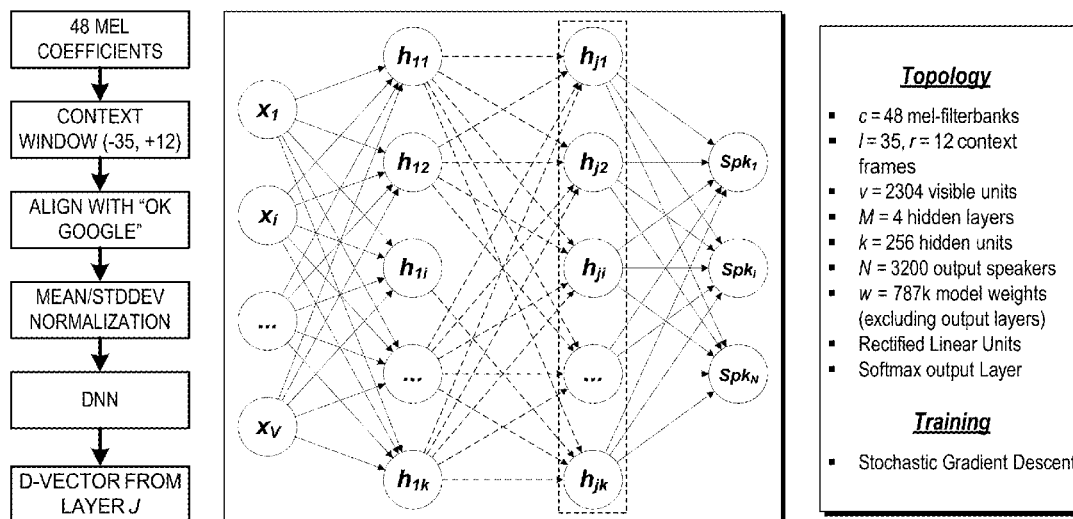 48 MEL
COEFFICIENTS
CONTEXT
WINDOW (-35, +12)
ALIGN WITH “OK
GOOGLE”
MEAN/STDDEV
NORMALIZATION
DNN
D-VECTOR FROM
LAYER J
x1
xi
...
xV
h11
h12
h1i
...
h1k
hj1
hj2
hji
...
hjk
Spk1
Spki
SpkN
Topology
▪ c = 48 mel-filterbanks
▪ l = 35, r = 12 context
frames
▪ v = 2304 visible units
▪ M = 4 hidden layers
▪ k = 256 hidden units
▪ N = 3200 output speakers
▪ w = 787k model weights
(excluding output layers)
▪ Rectified Linear Units
▪ Softmax output Layer
Training
▪ Stochastic Gradient Descent